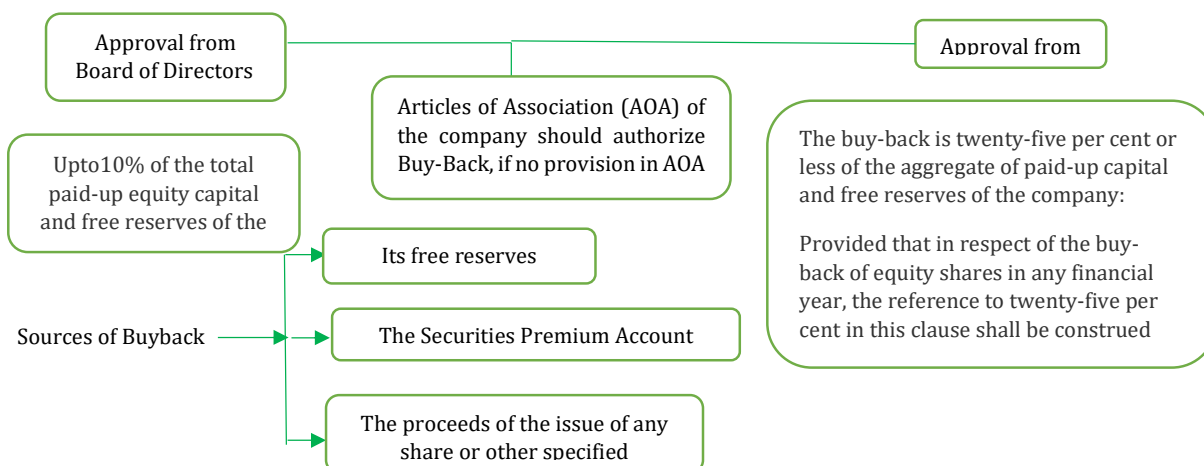 Approval from
Board of Directors
Approval from
Articles of Association (AOA) of
the company should authorize
Buy-Back, if no provision in AOA
Upto10% of the total
paid-up equity capital
and free reserves of the
The buy-back is twenty-five per cent or
less of the aggregate of paid-up capital
and free reserves of the company:
Provided that in respect of the buy-
back of equity shares in any financial
year, the reference to twenty-five per
cent in this clause shall be construed
Sources of Buyback
Its free reserves
The Securities Premium Account
The proceeds of the issue of any
share or other specified